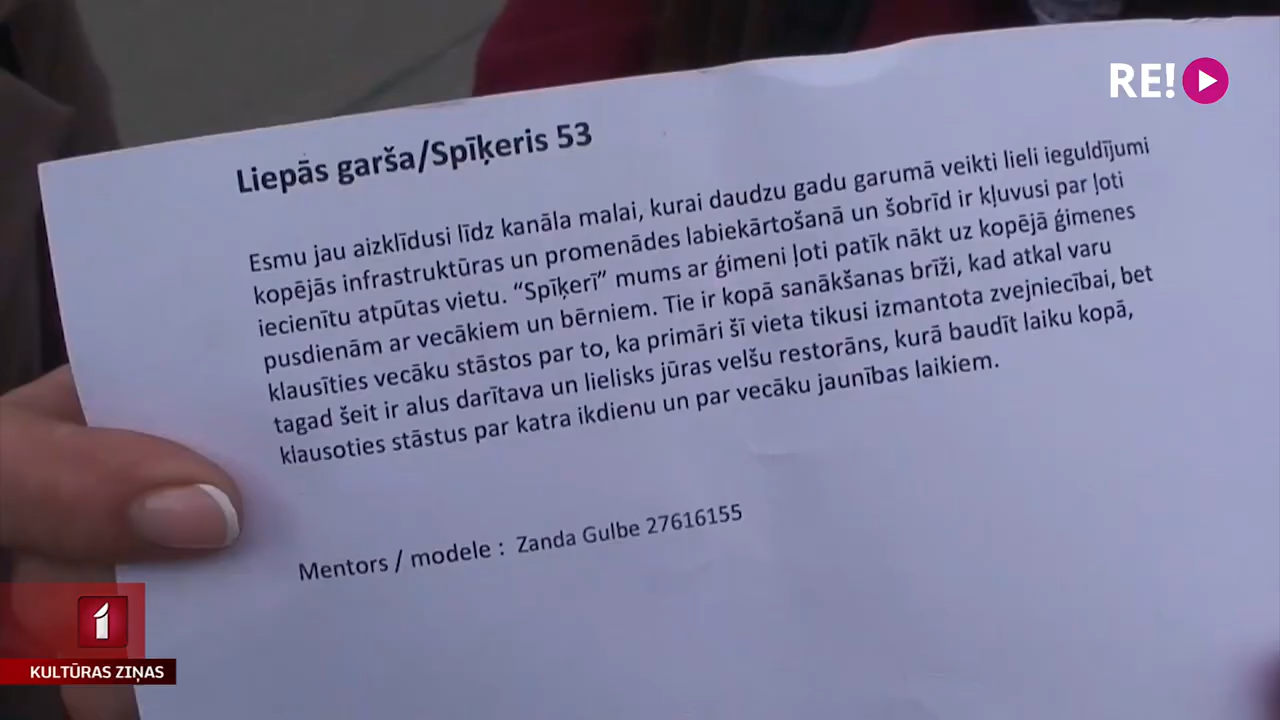 RE!
Liepās garša/Spīķeris 53
Esmu jau aizklīdusi līdz kanāla malai, kurai daudzu gadu garumā veikti lieli ieguldījumi
kopējās infrastruktūras un promenādes labiekārtošanā un šobrīd ir kļuvusi par ļoti
iecienītu atpūtas vietu. “Spīķerī” mums ar ģimeni ļoti patīk nākt uz kopējā ģimenes
pusdienām ar vecākiem un bērniem. Tie ir kopā sanākšanas brīži, kad atkal varu
klausīties vecāku stāstos par to, ka primāri šī vieta tikusi izmantota zvejniecībai, bet
tagad šeit ir alus darītava un lielisks jūras velšu restorāns, kurā baudīt laiku kopā,
klausoties stāstus par katra ikdienu un par vecāku jaunības laikiem.
Mentors / modele : Zanda Gulbe 27616155
1
KULTŪRAS ZIŅAS